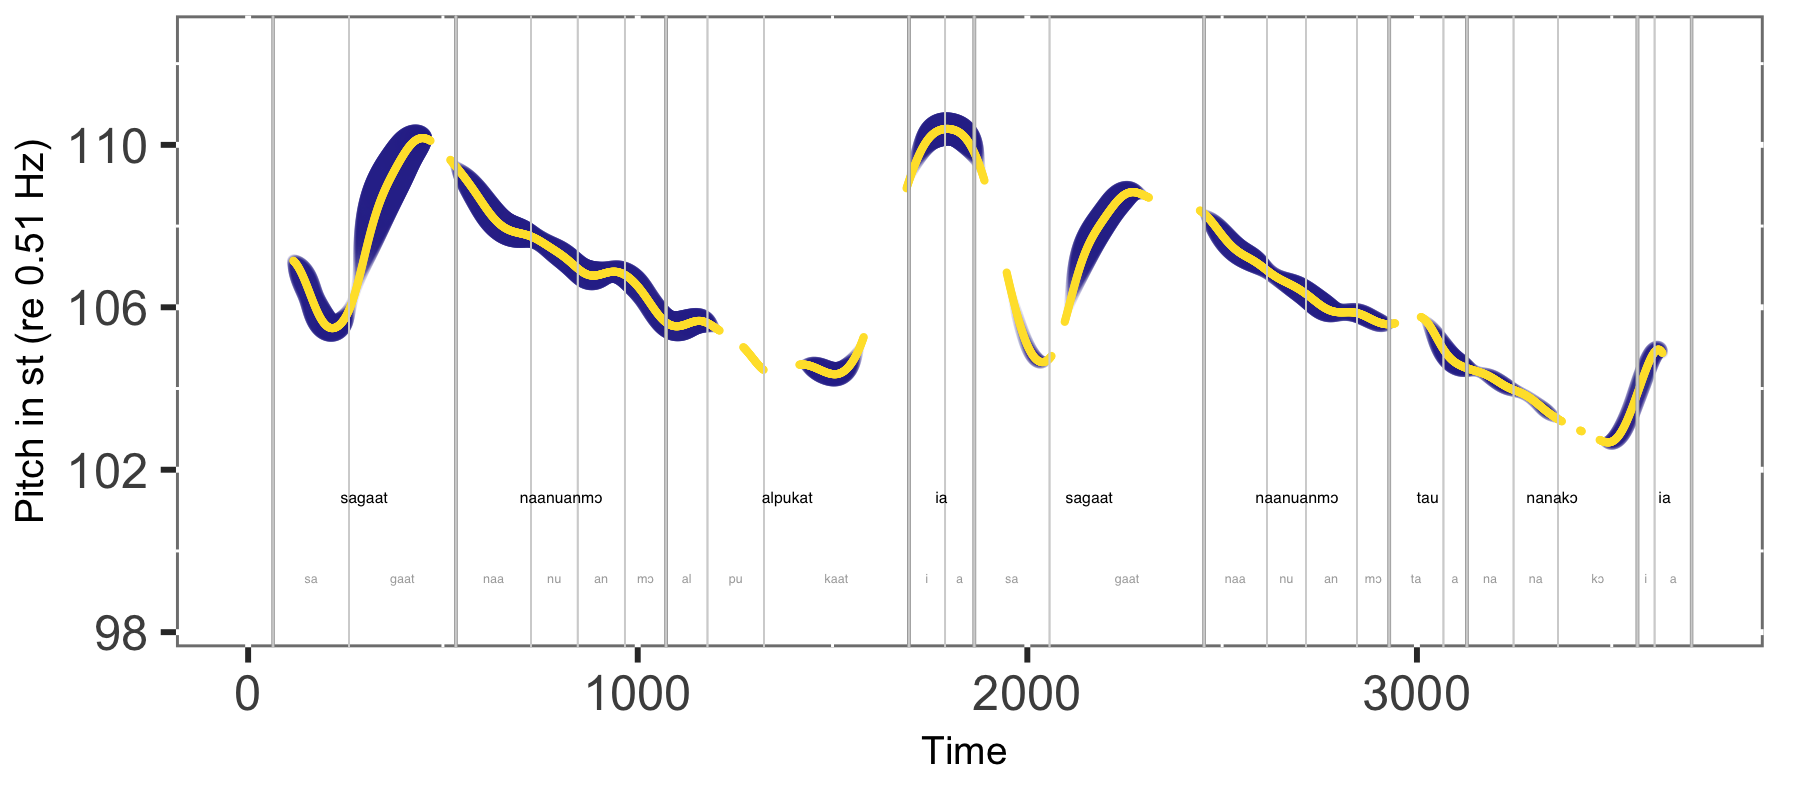 Pitch in st (re 0.51 Hz)
110
106
102
98
sagaat naanuanmɔ alpukat ia sagaat naanuanmɔ tau nanakɔ ia
sa gaat naa nu an mɔ al pu kaat i a sa gaat naa nu an mɔ ta a na na kɔ i a
0 1000 2000 3000
Time